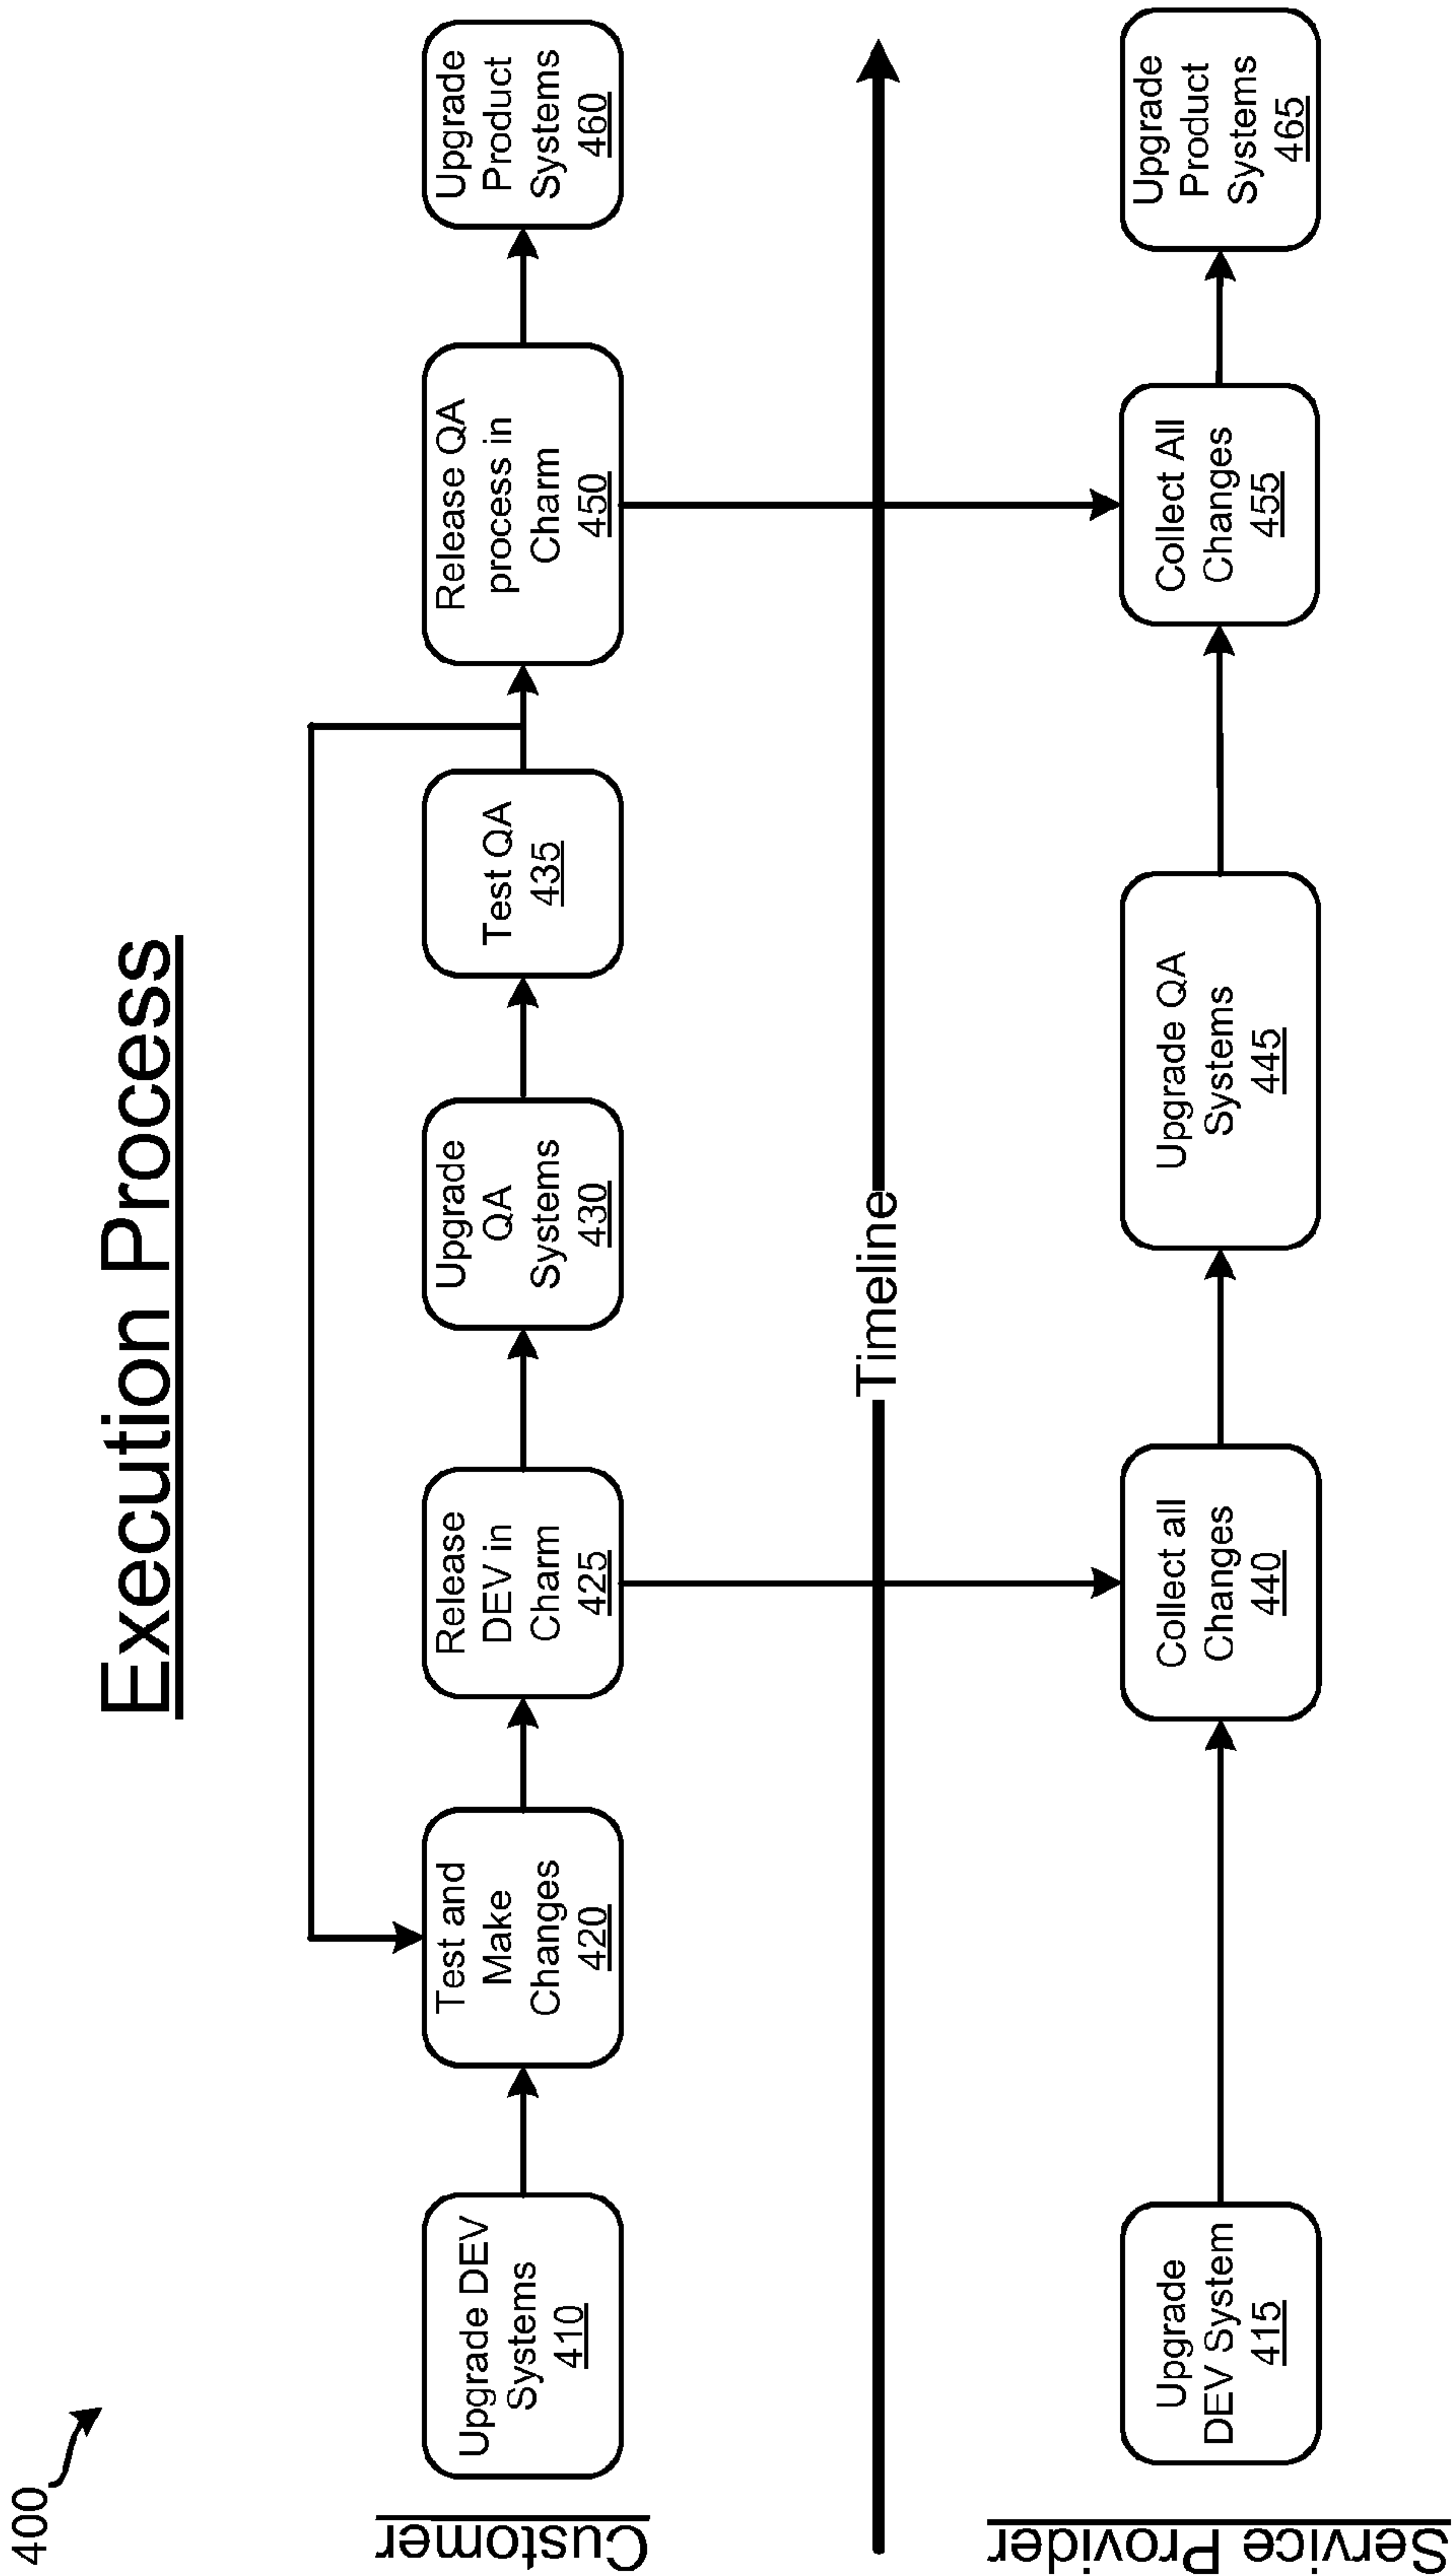 400
Execution Process
Customer
Upgrade DEV
Systems
410
Test and
Make
Changes
420
Release
DEV in
Charm
425
Upgrade
QA
Systems
430
Test QA
435
Release QA
process in
Charm
450
Upgrade
Product
Systems
460
Timeline
Service Provider
Upgrade
DEV System
415
Collect all
Changes
440
Upgrade QA
Systems
445
Collect All
Changes
455
Upgrade
Product
Systems
465